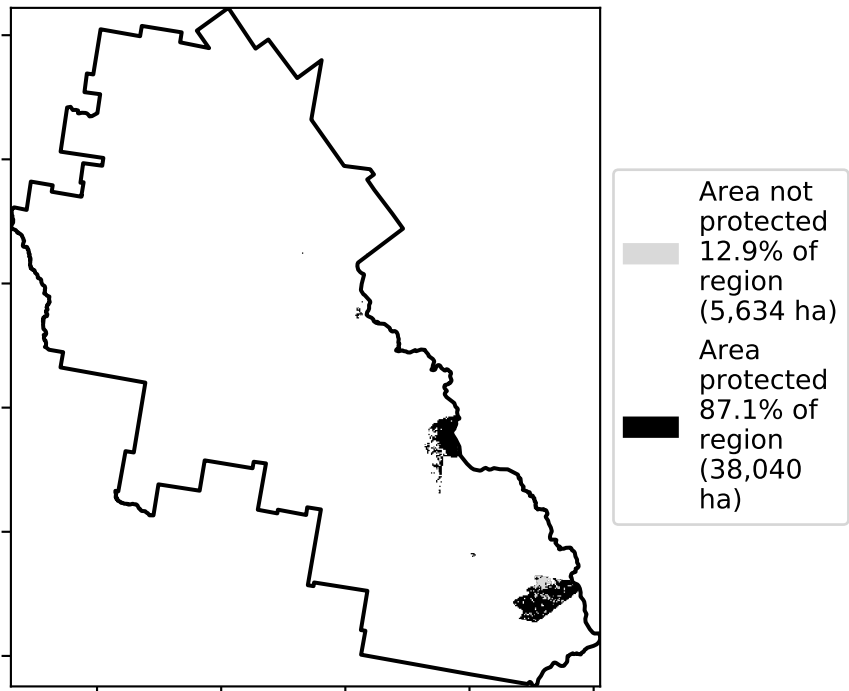 Area not
protected
12.9% of
region
(5,634 ha)
Area
protected
87.1% of
region
(38,040
ha)